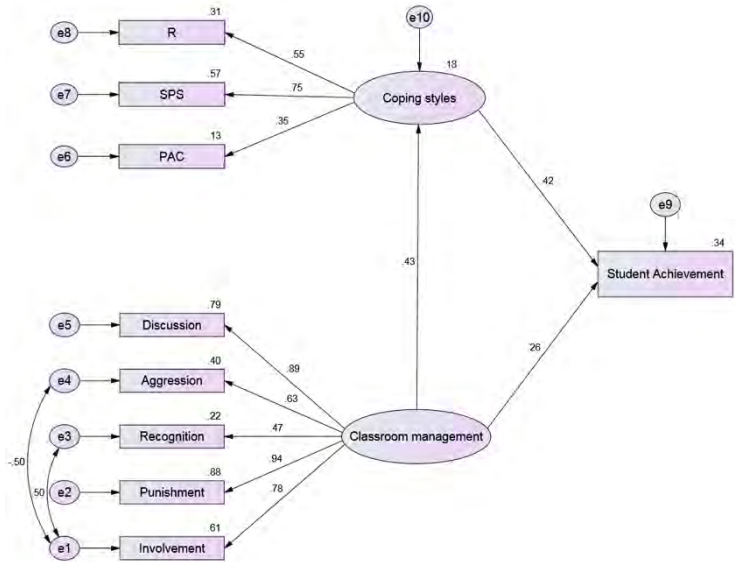 e10
.31
e8
R
.55
.18
.57
e7
SPS
.75
Coping styles
.13
e6
PAC
.35
.42
e9
.34
.43
Student Achievement
.79
e5
Discussion
.26
.40
.89
e4
Aggression
.63
.22
e3
Recognition
.47
Classroom management
-.50
.94
.88
.50
e2
Punishment
.78
.61
e1
Involvement